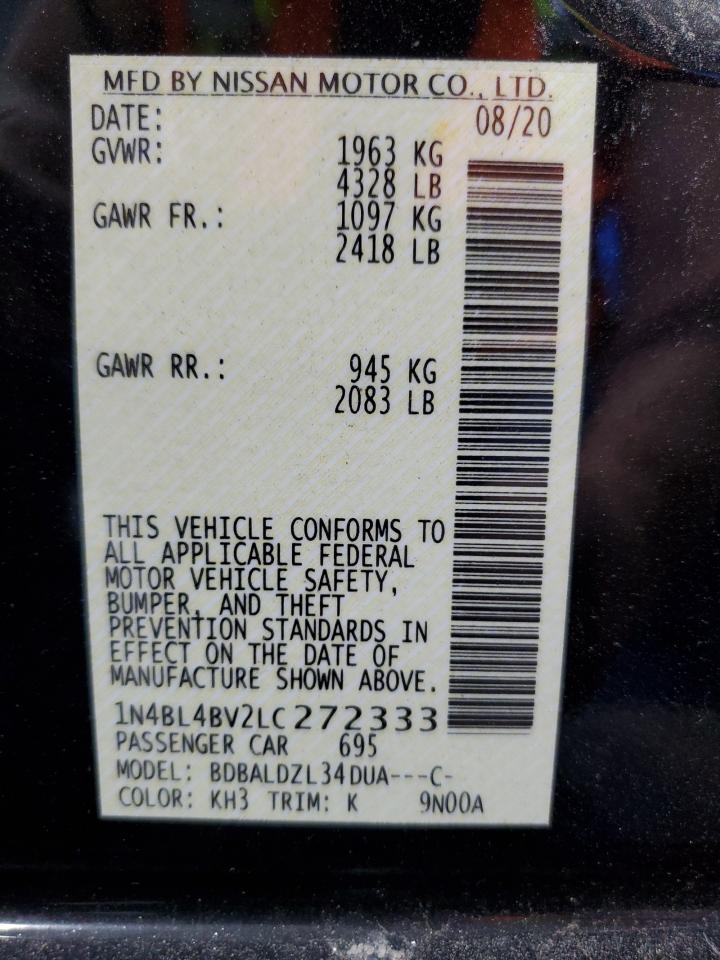 MFD BY NISSAN MOTOR CO., LTD.
DATE: 08/20
GVWR: 1963 KG
4328 LB
GAWR FR.: 1097 KG
2418 LB
GAWR RR.: 945 KG
2083 LB
THIS VEHICLE CONFORMS TO
ALL APPLICABLE FEDERAL
MOTOR VEHICLE SAFETY,
BUMPER, AND THEFT
PREVENTION STANDARDS IN
EFFECT ON THE DATE OF
MANUFACTURE SHOWN ABOVE.
1N4BL4BV2LC272333
PASSENGER CAR 695
MODEL: BDBALDZL34DUA---C-
COLOR: KH3 TRIM: K 9N00A